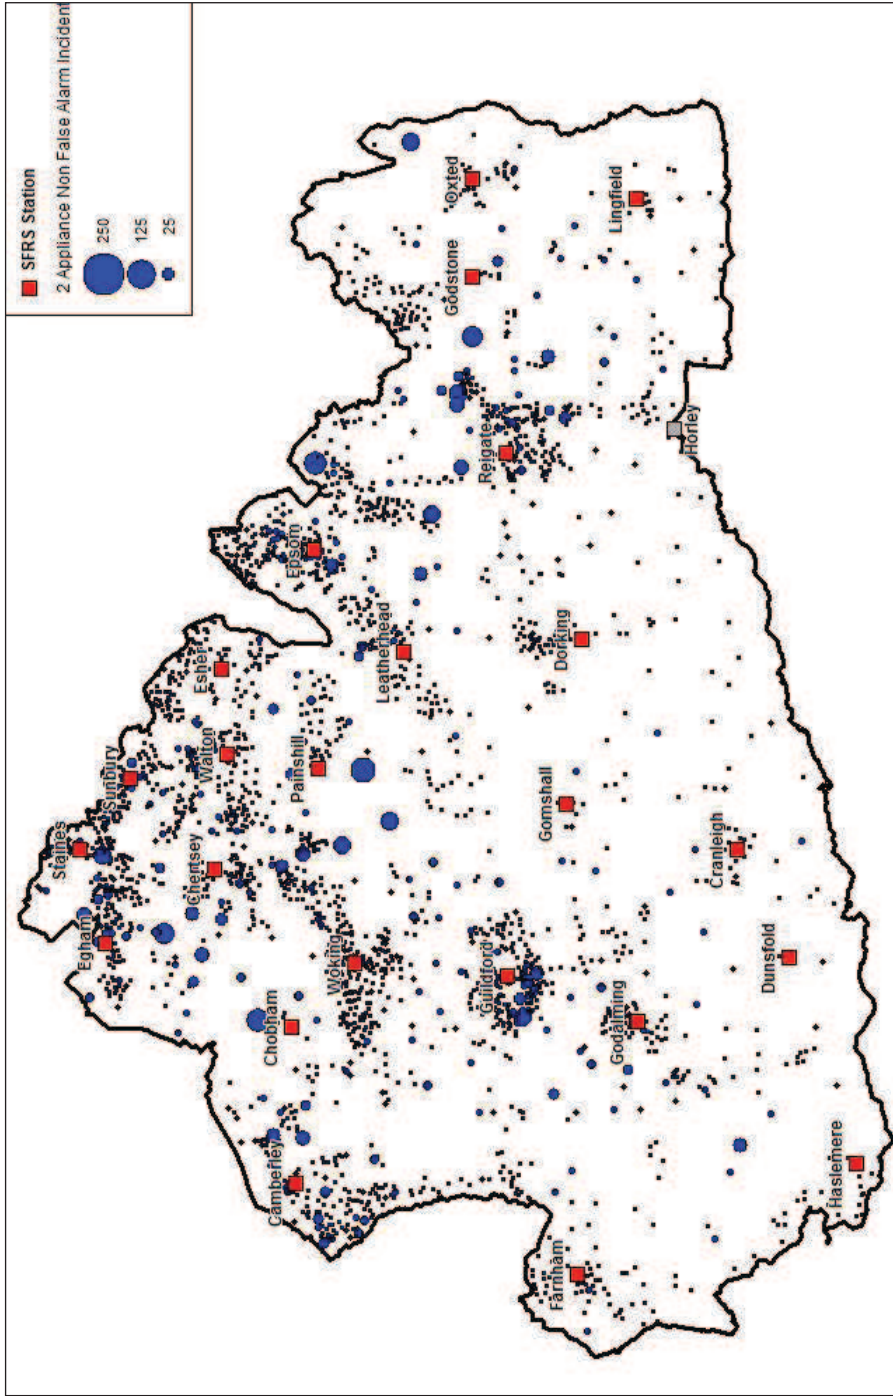 SFRS Station
2 Appliance Non False Alarm Incident
250
125
25
Staines
Sunbury
Egham
Esher
Walton
Chertsey
Epsom
Painshill
Chobham
Camberley
Woking
Leatherhead
Oxted
Godstone
Reigate
Guildford
Gomshall
Farnham
Dorking
Lingfield
Godalming
Horley
Cranleigh
Dunsfold
Haslemere